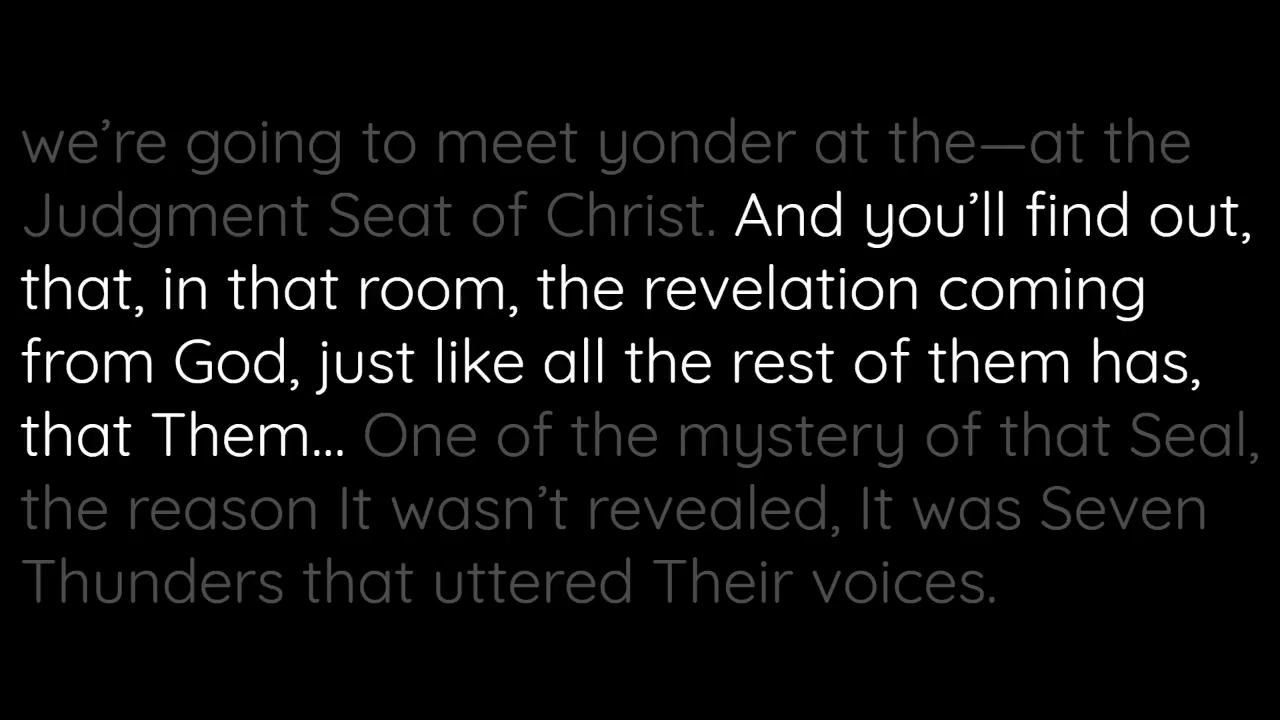 we’re going to meet yonder at the—at the
Judgment Seat of Christ. And you’ll find out,
that, in that room, the revelation coming
from God, just like all the rest of them has,
that Them... One of the mystery of that Seal,
the reason It wasn’t revealed, It was Seven
Thunders that uttered Their voices.